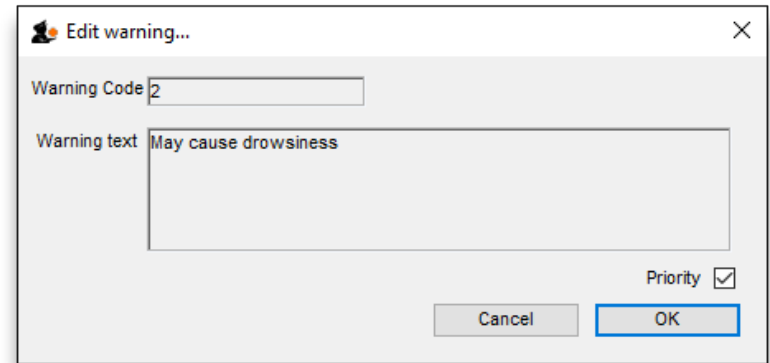 Edit warning...
Warning Code 2
Warning text May cause drowsiness
Priority
Cancel OK